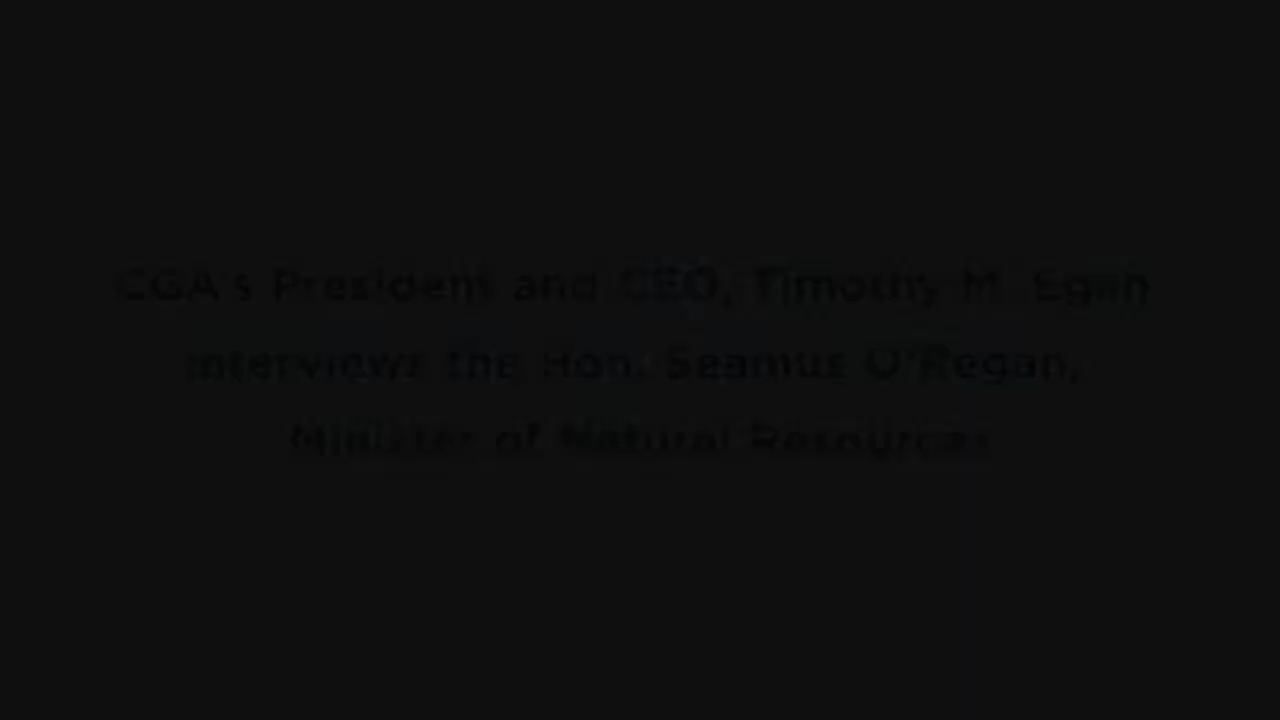 CGA's President and CEO, Timothy M. Egan
Interviews the Hon. Seamus O'Regan,
Minister of Natural Resources